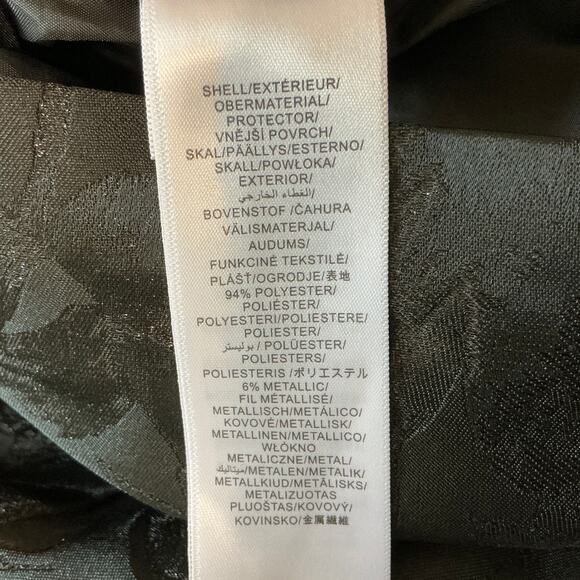 SHELL/EXTÉRIEUR/
OBERMATERIAL/
PROTECTOR/
VNĚJŠÍ POVRCH/
SKAL/PÄÄLLYS/ESTERNO/
SKALL/POWŁOKA/
EXTERIOR/
الغطاء الخارجي/
BOVENSTOF /ČAHURA
VÄLISMATERJAL/
AUDUMS/
FUNKCINĖ TEKSTILĖ/
PLÁŠŤ/OGRODJE/表地
94% POLYESTER/
POLIÉSTER/
POLYESTERI/POLIESTERE/
POLIESTER/
بوليستر / POLÜESTER/
POLIESTERS/
POLIESTERIS /ポリエステル
6% METALLIC/
FIL MÉTALLISÉ/
METALLISCH/METÁLICO/
KOVOVÉ/METALLISK/
METALLINEN/METALLICO/
WŁÓKNO
METALICZNE/METAL/
ميتاليك/METALEN/METALIK/
METALLKIUD/METĀLISKS/
METALIZUOTAS
PLUOŠTAS/KOVOVÝ/
KOVINSKO/金属繊維